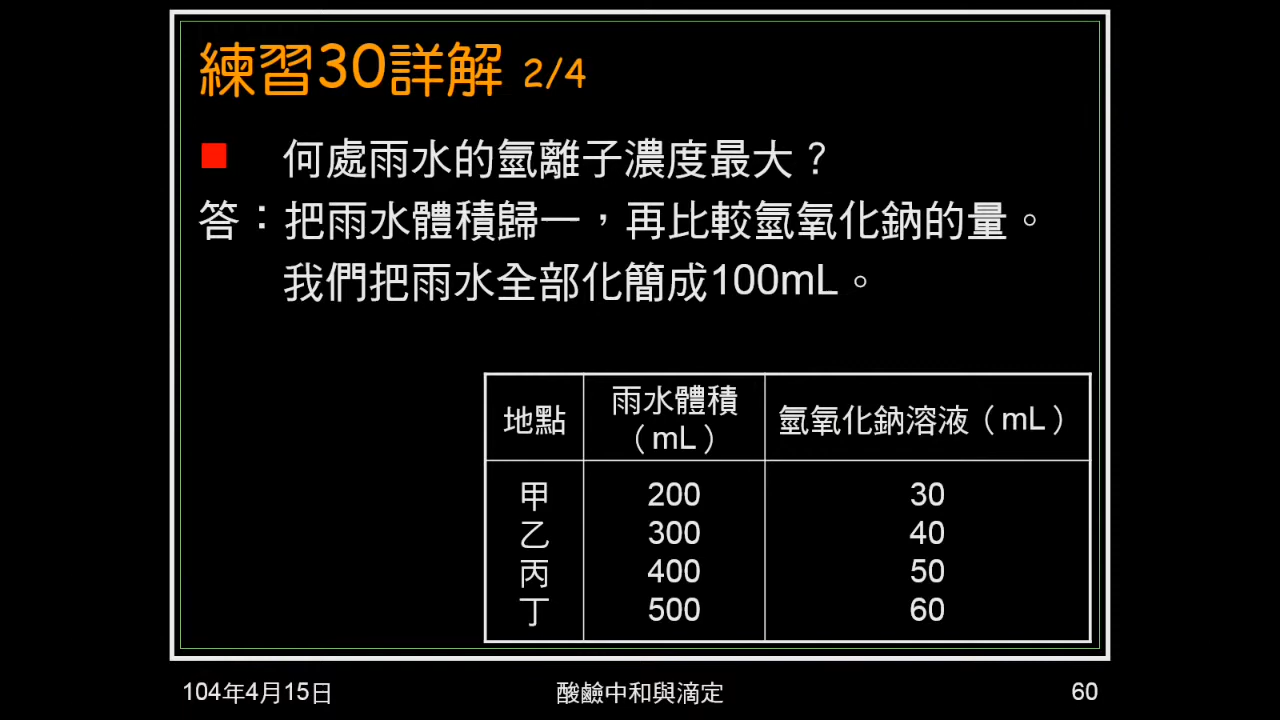 練習30詳解 2/4
何處雨水的氫離子濃度最大？
答：把雨水體積歸一，再比較氫氧化鈉的量。
我們把雨水全部化簡成100mL。
地點 雨水體積（mL） 氫氧化鈉溶液（mL）
甲 200 30
乙 300 40
丙 400 50
丁 500 60
104年4月15日 酸鹼中和與滴定 60